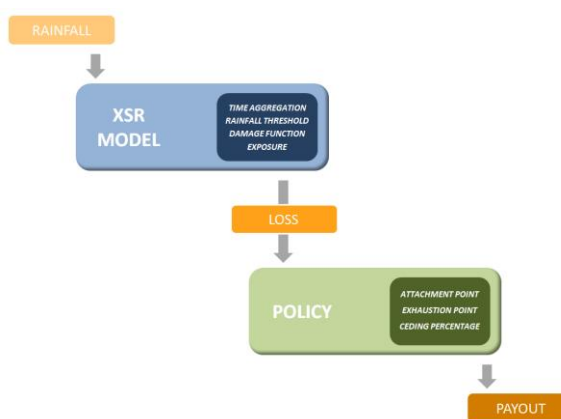 RAINFALL
XSR
MODEL
TIME AGGREGATION
RAINFALL THRESHOLD
DAMAGE FUNCTION
EXPOSURE
LOSS
POLICY
ATTACHMENT POINT
EXHAUSTION POINT
CEDING PERCENTAGE
PAYOUT